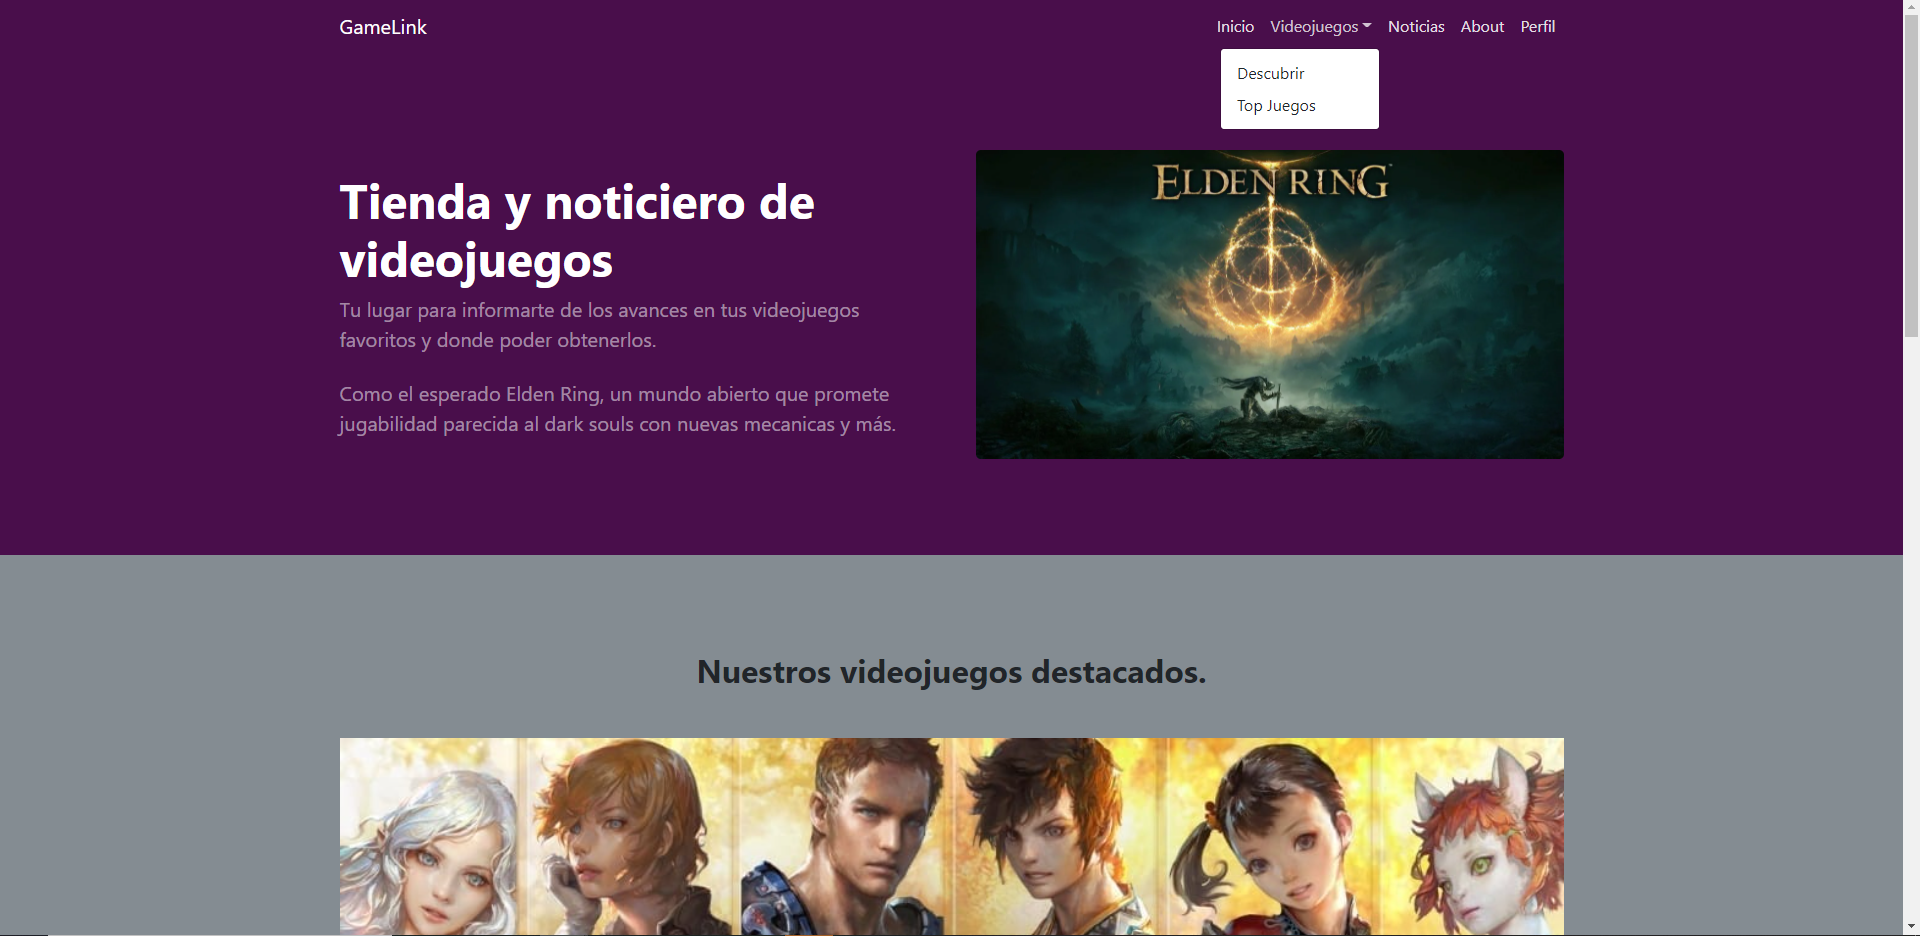 GameLink
Inicio Videojuegos Noticias About Perfil
Descubrir
Top Juegos
Tienda y noticiero de
videojuegos
Tu lugar para informarte de los avances en tus videojuegos
favoritos y donde poder obtenerlos.
Como el esperado Elden Ring, un mundo abierto que promete
jugabilidad parecida al dark souls con nuevas mecanicas y más.
ELDEN RING
Nuestros videojuegos destacados.